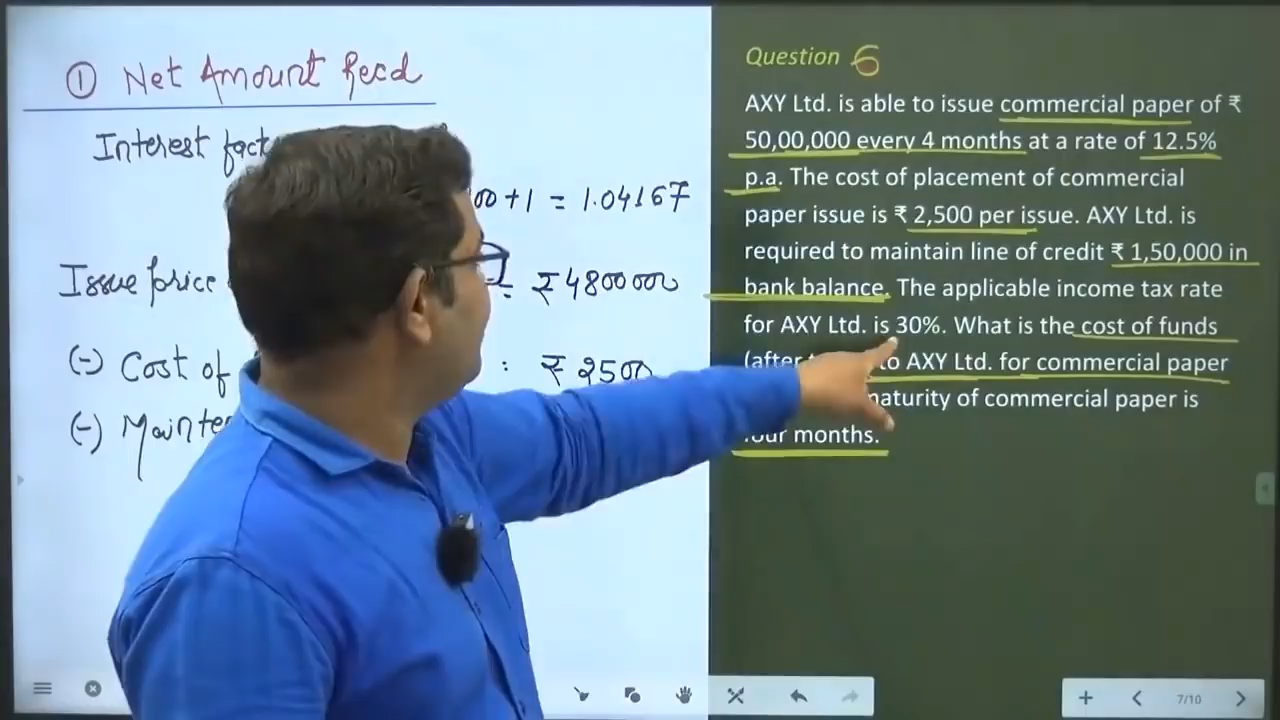 ① Net Amount Recd
Interest
00 + 1 = 1.04167
Issue price
: ₹ 4800000
(-) Cost of
: ₹ 2500
(-)
Question 6
AXY Ltd. is able to issue commercial paper of ₹
50,00,000 every 4 months at a rate of 12.5%
p.a. The cost of placement of commercial
paper issue is ₹ 2,500 per issue. AXY Ltd. is
required to maintain line of credit ₹ 1,50,000 in
bank balance. The applicable income tax rate
for AXY Ltd. is 30%. What is the cost of funds
(after to AXY Ltd. for commercial paper
maturity of commercial paper is
four months.
7/10